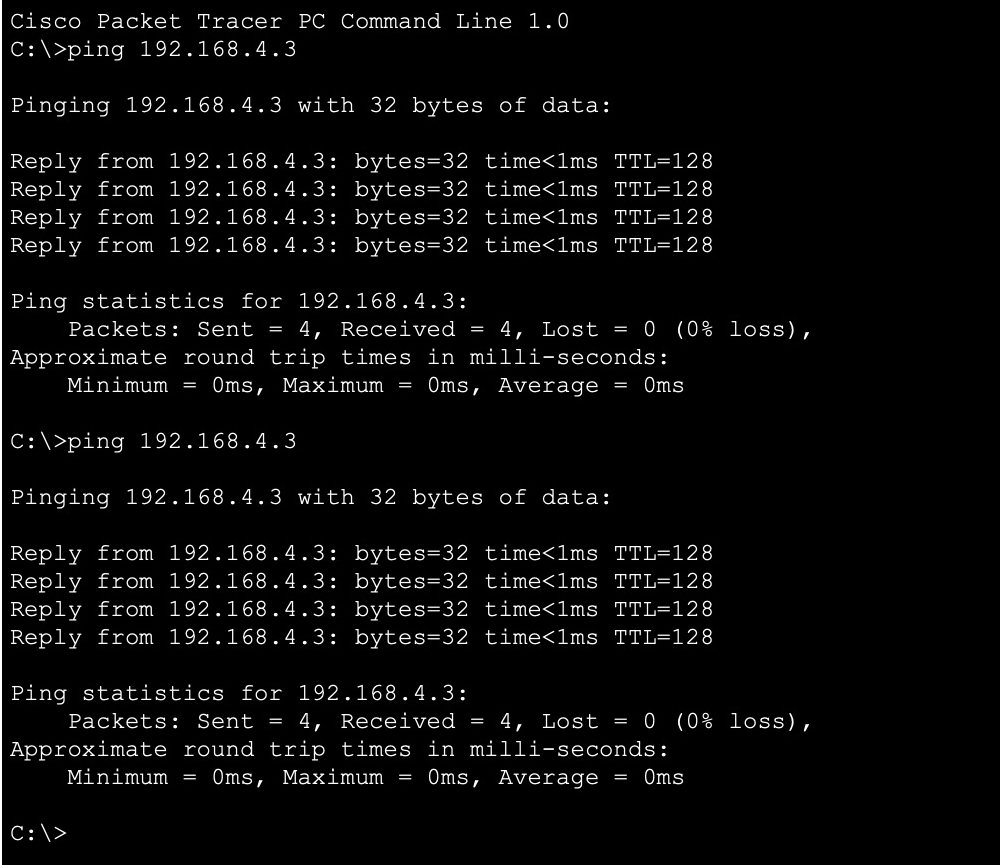 Cisco Packet Tracer PC Command Line 1.0
C:\>ping 192.168.4.3
Pinging 192.168.4.3 with 32 bytes of data:
Reply from 192.168.4.3: bytes=32 time<1ms TTL=128
Reply from 192.168.4.3: bytes=32 time<1ms TTL=128
Reply from 192.168.4.3: bytes=32 time<1ms TTL=128
Reply from 192.168.4.3: bytes=32 time<1ms TTL=128
Ping statistics for 192.168.4.3:
    Packets: Sent = 4, Received = 4, Lost = 0 (0% loss),
Approximate round trip times in milli-seconds:
    Minimum = 0ms, Maximum = 0ms, Average = 0ms
C:\>ping 192.168.4.3
Pinging 192.168.4.3 with 32 bytes of data:
Reply from 192.168.4.3: bytes=32 time<1ms TTL=128
Reply from 192.168.4.3: bytes=32 time<1ms TTL=128
Reply from 192.168.4.3: bytes=32 time<1ms TTL=128
Reply from 192.168.4.3: bytes=32 time<1ms TTL=128
Ping statistics for 192.168.4.3:
    Packets: Sent = 4, Received = 4, Lost = 0 (0% loss),
Approximate round trip times in milli-seconds:
    Minimum = 0ms, Maximum = 0ms, Average = 0ms
C:\>